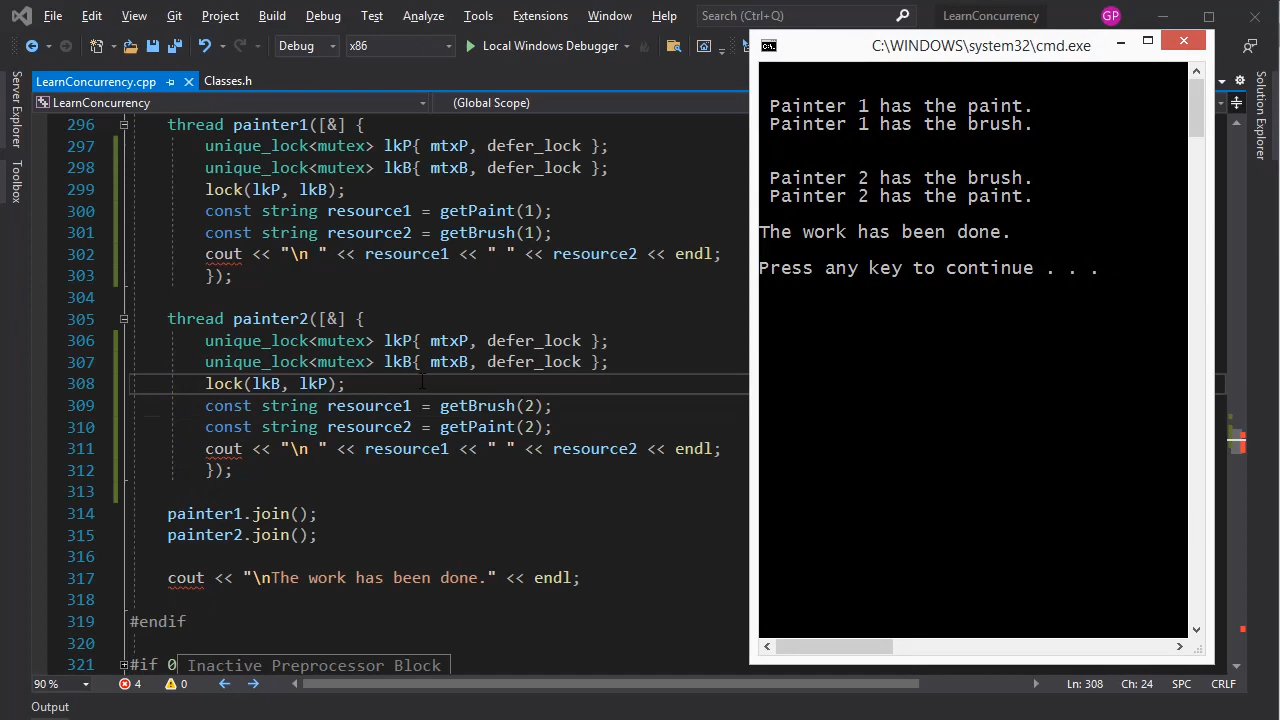 File Edit View Git Project Build Debug Test Analyze Tools Extensions Window Help Search (Ctrl+Q) LearnConcurrency GP
Debug x86 Local Windows Debugger
C:\WINDOWS\system32\cmd.exe
LearnConcurrency.cpp Classes.h
LearnConcurrency (Global Scope)
Server Explorer
Toolbox
Solution Explorer
296 thread painter1([&] {
297 unique_lock<mutex> lkP{ mtxP, defer_lock };
298 unique_lock<mutex> lkB{ mtxB, defer_lock };
299 lock(lkP, lkB);
300 const string resource1 = getPaint(1);
301 const string resource2 = getBrush(1);
302 cout << "\n " << resource1 << " " << resource2 << endl;
303 });
304
305 thread painter2([&] {
306 unique_lock<mutex> lkP{ mtxP, defer_lock };
307 unique_lock<mutex> lkB{ mtxB, defer_lock };
308 lock(lkB, lkP);
309 const string resource1 = getBrush(2);
310 const string resource2 = getPaint(2);
311 cout << "\n " << resource1 << " " << resource2 << endl;
312 });
313
314 painter1.join();
315 painter2.join();
316
317 cout << "\nThe work has been done." << endl;
318
319 #endif
320
321 #if 0 Inactive Preprocessor Block
Painter 1 has the paint.
Painter 1 has the brush.
Painter 2 has the brush.
Painter 2 has the paint.
The work has been done.
Press any key to continue . . .
90 % 4 0 Ln: 308 Ch: 24 SPC CRLF
Output